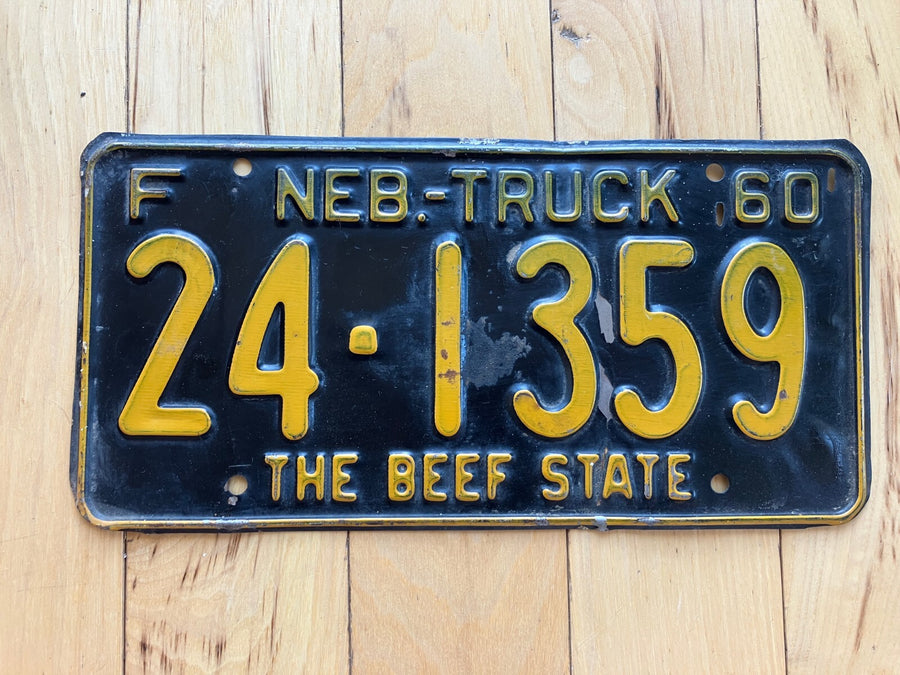 F NEB.-TRUCK 60
24·1359
THE BEEF STATE